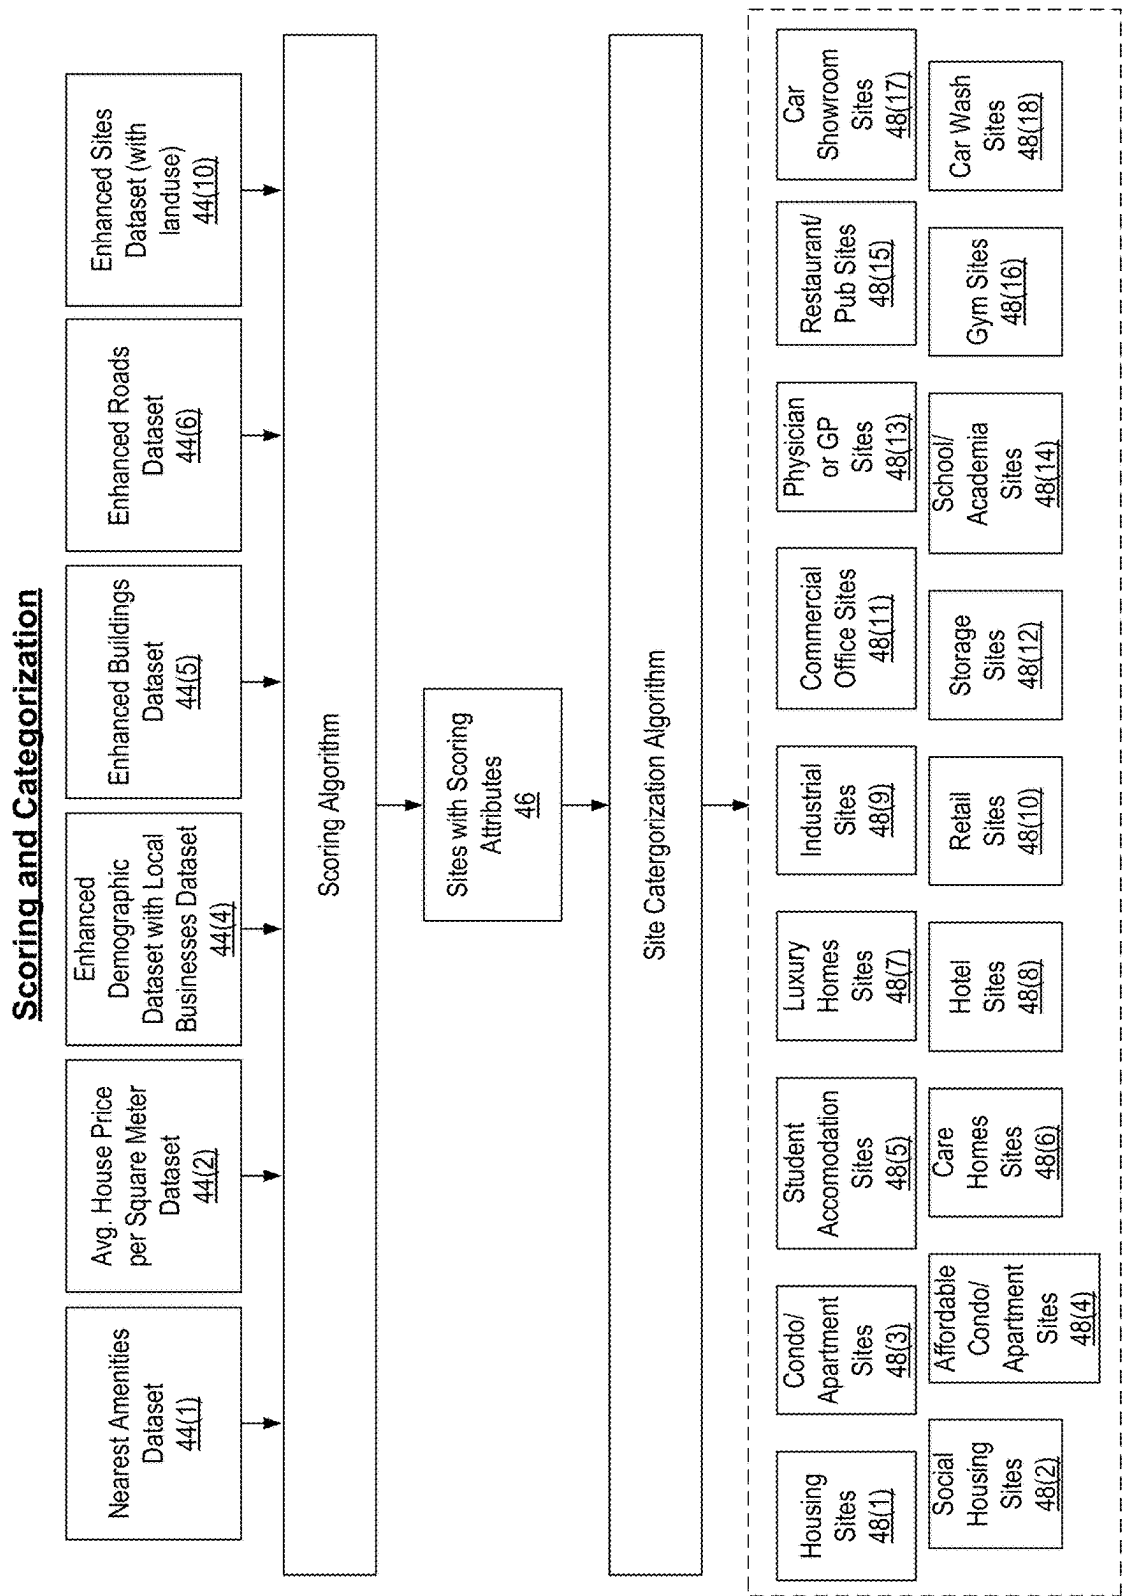 Scoring and Categorization
Nearest Amenities
Dataset
44(1)
Avg. House Price
per Square Meter
Dataset
44(2)
Enhanced
Demographic
Dataset with Local
Businesses Dataset
44(4)
Enhanced Buildings
Dataset
44(5)
Enhanced Roads
Dataset
44(6)
Enhanced Sites
Dataset (with
landuse)
44(10)
Scoring Algorithm
Sites with Scoring
Attributes
46
Site Catergorization Algorithm
Housing
Sites
48(1)
Condo/
Apartment
Sites
48(3)
Student
Accomodation
Sites
48(5)
Luxury
Homes
Sites
48(7)
Industrial
Sites
48(9)
Commercial
Office Sites
48(11)
Physician
or GP
Sites
48(13)
Restaurant/
Pub Sites
48(15)
Car
Showroom
Sites
48(17)
Social
Housing
Sites
48(2)
Affordable
Condo/
Apartment
Sites
48(4)
Care
Homes
Sites
48(6)
Hotel
Sites
48(8)
Retail
Sites
48(10)
Storage
Sites
48(12)
School/
Academia
Sites
48(14)
Gym Sites
48(16)
Car Wash
Sites
48(18)